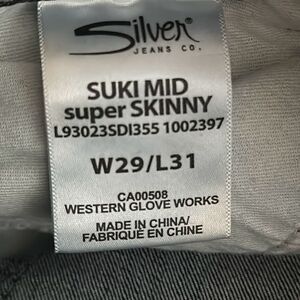 Silver
JEANS CO.
SUKI MID
super SKINNY
L93023SDI355 1002397
W29/L31
CA00508
WESTERN GLOVE WORKS
MADE IN CHINA/
FABRIQUÉ EN CHINE